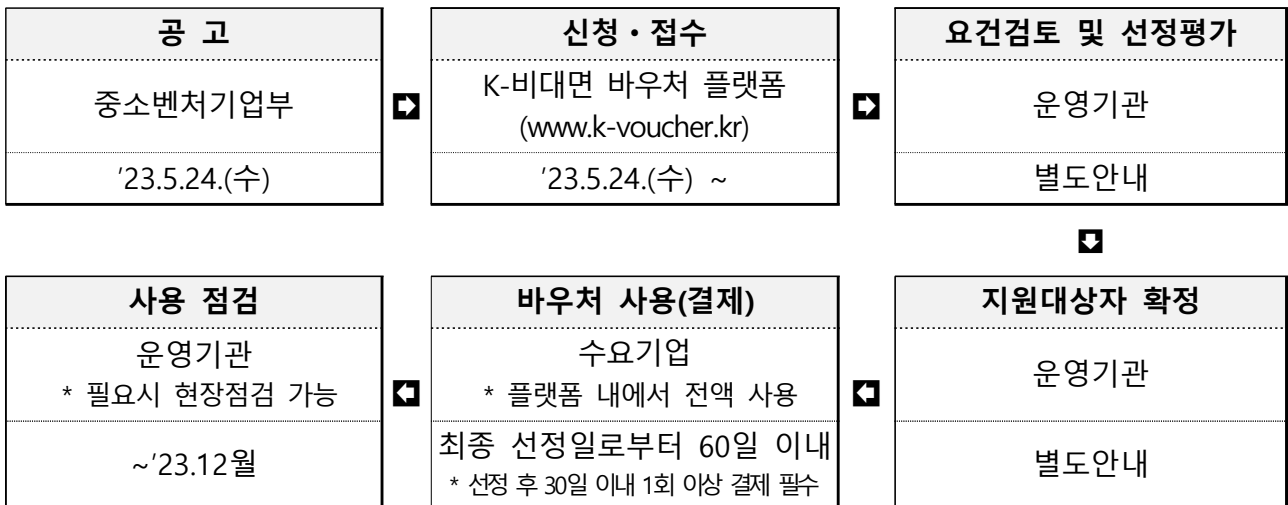 공 고
중소벤처기업부
'23.5.24.(수)
신청・접수
K-비대면 바우처 플랫폼
(www.k-voucher.kr)
'23.5.24.(수) ~
요건검토 및 선정평가
운영기관
별도안내
지원대상자 확정
운영기관
별도안내
바우처 사용(결제)
수요기업
* 플랫폼 내에서 전액 사용
최종 선정일로부터 60일 이내
* 선정 후 30일 이내 1회 이상 결제 필수
사용 점검
운영기관
* 필요시 현장점검 가능
~'23.12월